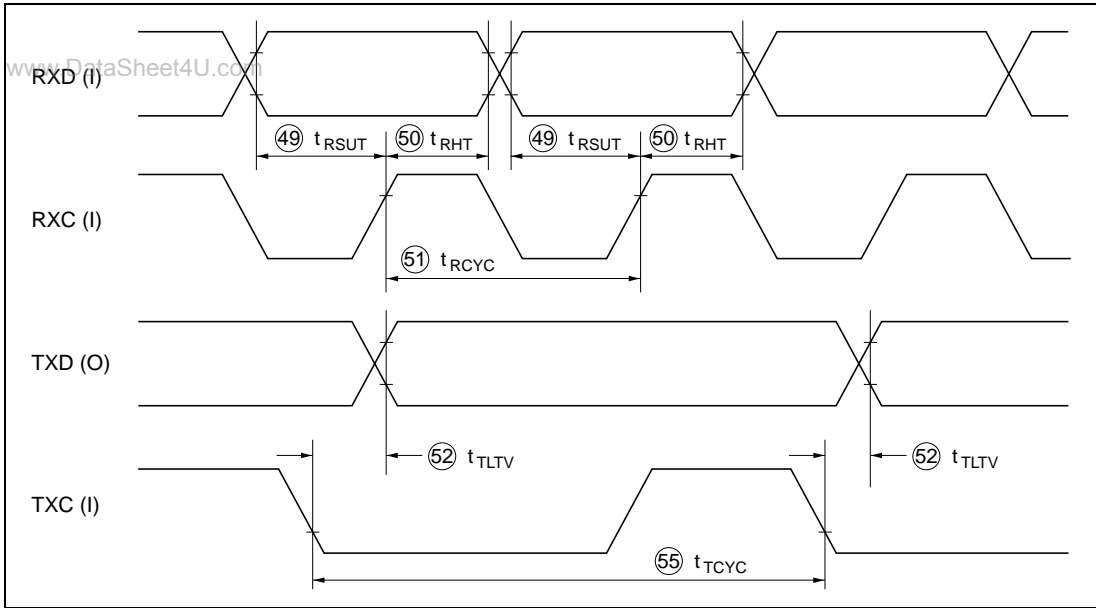 www.DataSheet4U.com
RXD (I)
49 tRSUT 50 tRHT 49 tRSUT 50 tRHT
RXC (I)
51 tRCYC
TXD (O)
52 tTLTV 52 tTLTV
TXC (I)
55 tTCYC